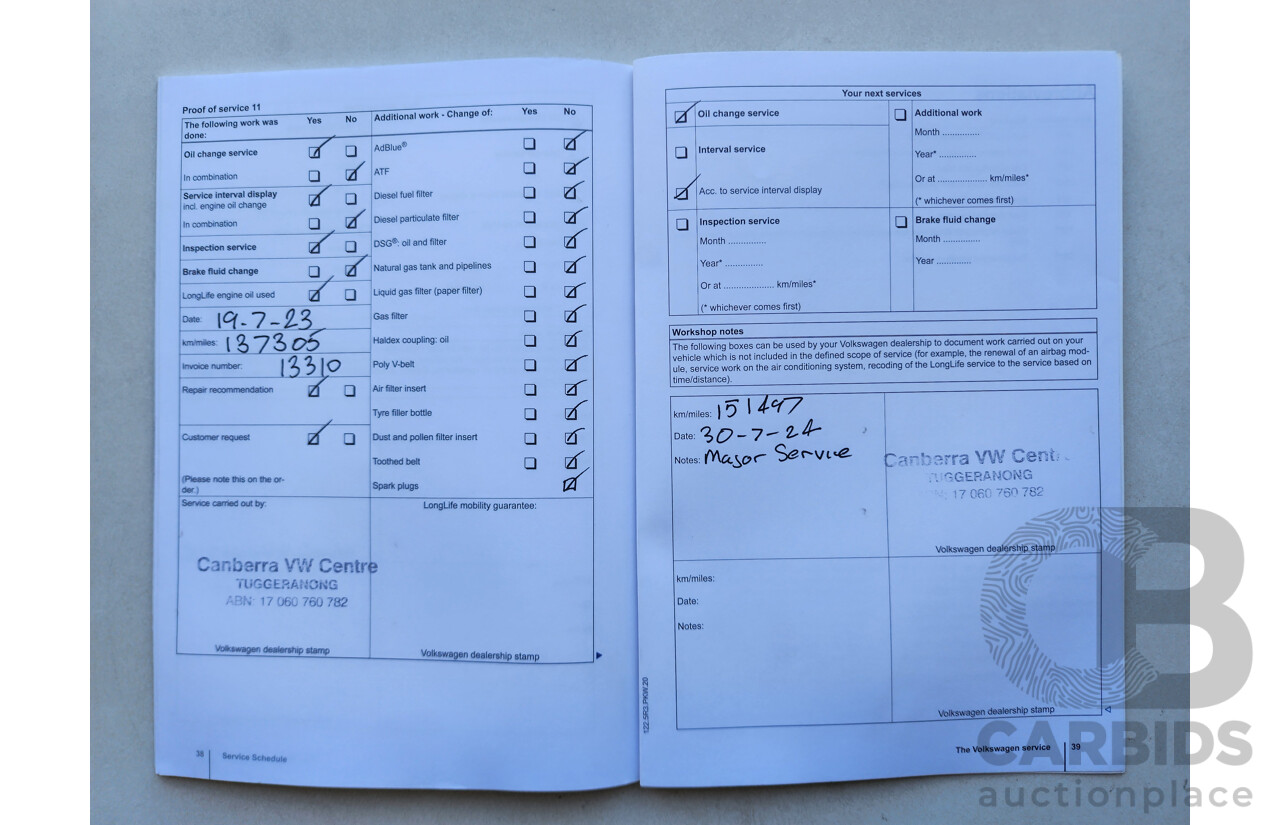 Proof of service 11
The following work was done: Yes No
Oil change service
In combination
Service interval display
incl. engine oil change
In combination
Inspection service
Brake fluid change
LongLife engine oil used
Date: 19-7-23
km/miles: 137305
Invoice number: 13310
Repair recommendation
Customer request
(Please note this on the or-
der.)
Service carried out by:
Canberra VW Centre
TUGGERANONG
ABN: 17 060 760 782
Volkswagen dealership stamp
Additional work - Change of: Yes No
AdBlue®
ATF
Diesel fuel filter
Diesel particulate filter
DSG®: oil and filter
Natural gas tank and pipelines
Liquid gas filter (paper filter)
Gas filter
Haldex coupling: oil
Poly V-belt
Air filter insert
Tyre filler bottle
Dust and pollen filter insert
Toothed belt
Spark plugs
LongLife mobility guarantee:
Volkswagen dealership stamp
38 Service Schedule
Your next services
Oil change service
Interval service
Acc. to service interval display
Inspection service
Month ..............
Year* ..............
Or at .................... km/miles*
(* whichever comes first)
Additional work
Month ..............
Year* ..............
Or at .................... km/miles*
(* whichever comes first)
Brake fluid change
Month ..............
Year .............
Workshop notes
The following boxes can be used by your Volkswagen dealership to document work carried out on your
vehicle which is not included in the defined scope of service (for example, the renewal of an airbag mod-
ule, service work on the air conditioning system, recoding of the LongLife service to the service based on
time/distance).
km/miles: 151497
Date: 30-7-24
Notes: Major Service
Canberra VW Cent
TUGGERANONG
17 060 760 782
Volkswagen dealership stamp
km/miles:
Date:
Notes:
Volkswagen dealership stamp
122.5R3.PKW.20
The Volkswagen service 39
CARBIDS
auctionplace